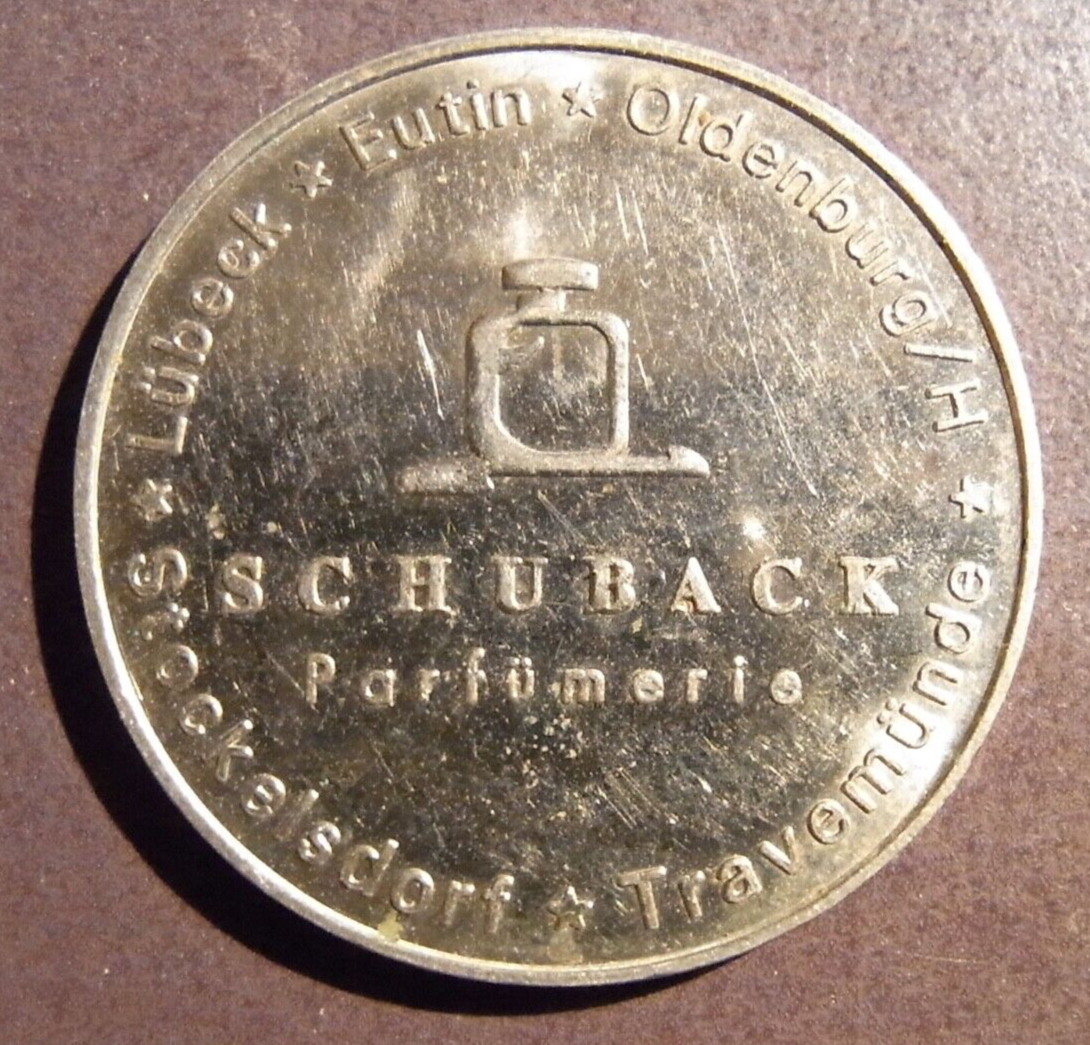 Lübeck ★ Eutin ★ Oldenburg/H ★
SCHUBACK
Parfümerie
Stockelsdorf ★ Travemünde ★